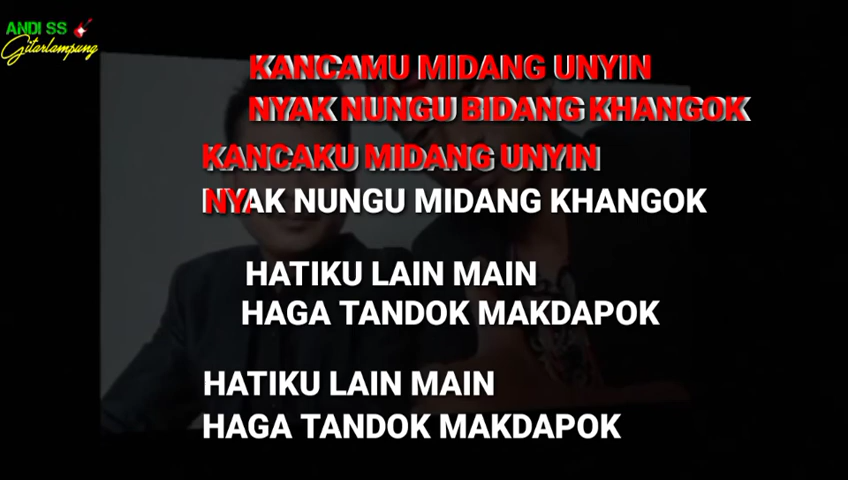 ANDI SS
Gitarlampung
KANCAMU MIDANG UNYIN
NYAK NUNGU BIDANG KHANGOK
KANCAKU MIDANG UNYIN
NYAK NUNGU MIDANG KHANGOK
HATIKU LAIN MAIN
HAGA TANDOK MAKDAPOK
HATIKU LAIN MAIN
HAGA TANDOK MAKDAPOK